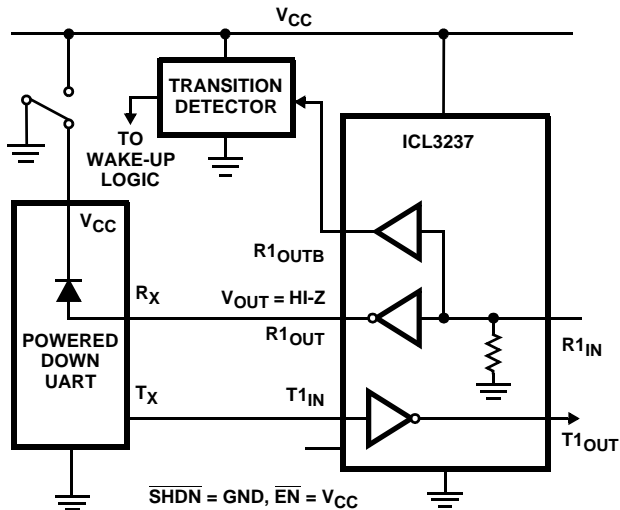 VCC
TRANSITION
DETECTOR
TO
WAKE-UP
LOGIC
ICL3237
VCC
R1OUTB
RX
VOUT = HI-Z
R1OUT
R1IN
POWERED
DOWN
UART
TX
T1IN
T1OUT
SHDN = GND, EN = VCC